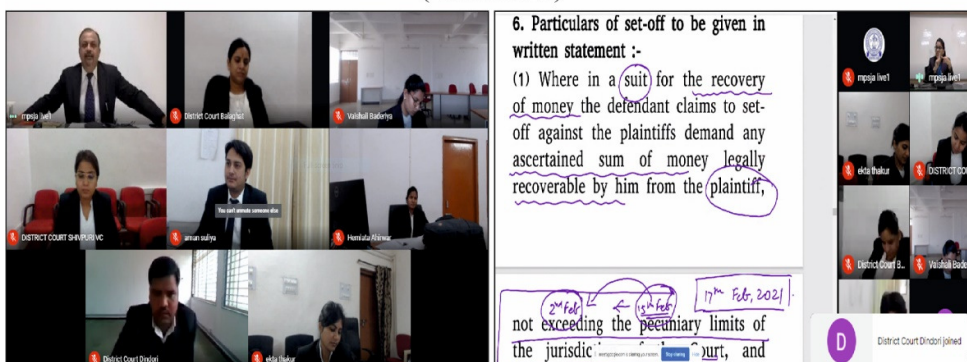 mpsja live1
District Court Balaghat
Vaishali Baderiya
DISTRICT COURT SHIVPURI VC
You can't unmute someone else
aman suliya
Hemlata Ahirwar
District Court Dindori
ekta thakur
6. Particulars of set-off to be given in
written statement :-
(1) Where in a suit for the recovery
of money the defendant claims to set-
off against the plaintiffs demand any
ascertained sum of money legally
recoverable by him from the plaintiff,
2nd Feb
15th Feb
17th Feb, 2021
not exceeding the pecuniary limits of
the jurisdic
ourt, and
Stop sharing
mpsja live1
mpsja live1
ekta thakur
DISTRICT CO
District Court B...
Vaishali Bade
D
District Court Dindori joined